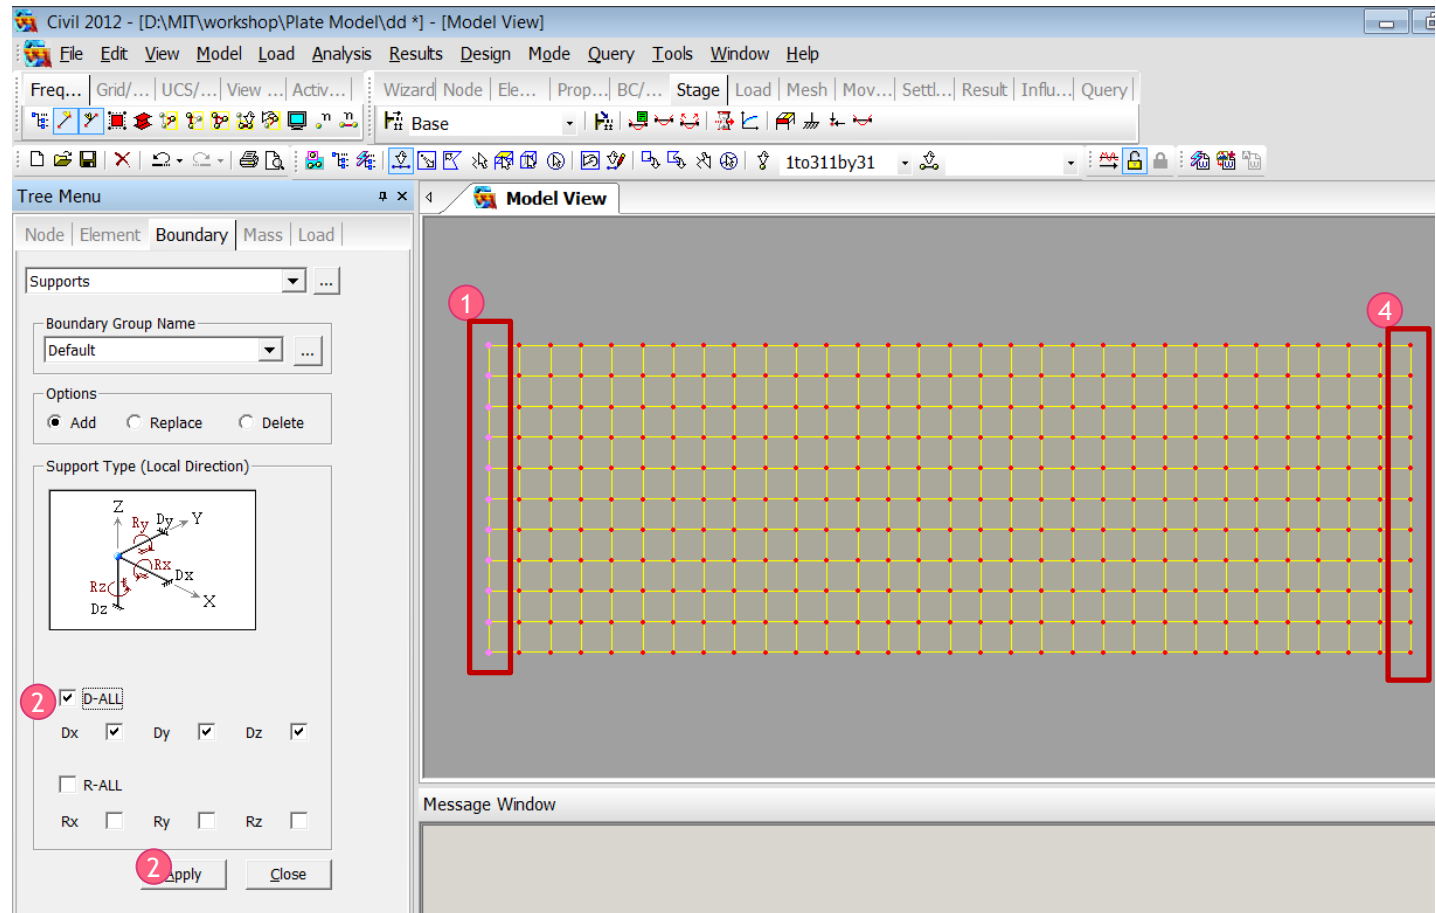 Civil 2012 - [D:\MIT\workshop\Plate Model\dd *] - [Model View]
File Edit View Model Load Analysis Results Design Mode Query Tools Window Help
Freq... Grid/... UCS/... View ... Activ... Wizard Node Ele... Prop... BC/... Stage Load Mesh Mov... Settl... Result Influ... Query
Base
1to311by31
Tree Menu
Model View
Node Element Boundary Mass Load
Supports
...
1
4
Boundary Group Name
Default
...
Options
Add Replace Delete
Support Type (Local Direction)
Z
Ry Dy Y
Rx
Dx
Rz
Dz
X
2
D-ALL
Dx Dy Dz
R-ALL
Message Window
Rx Ry Rz
2
Apply Close